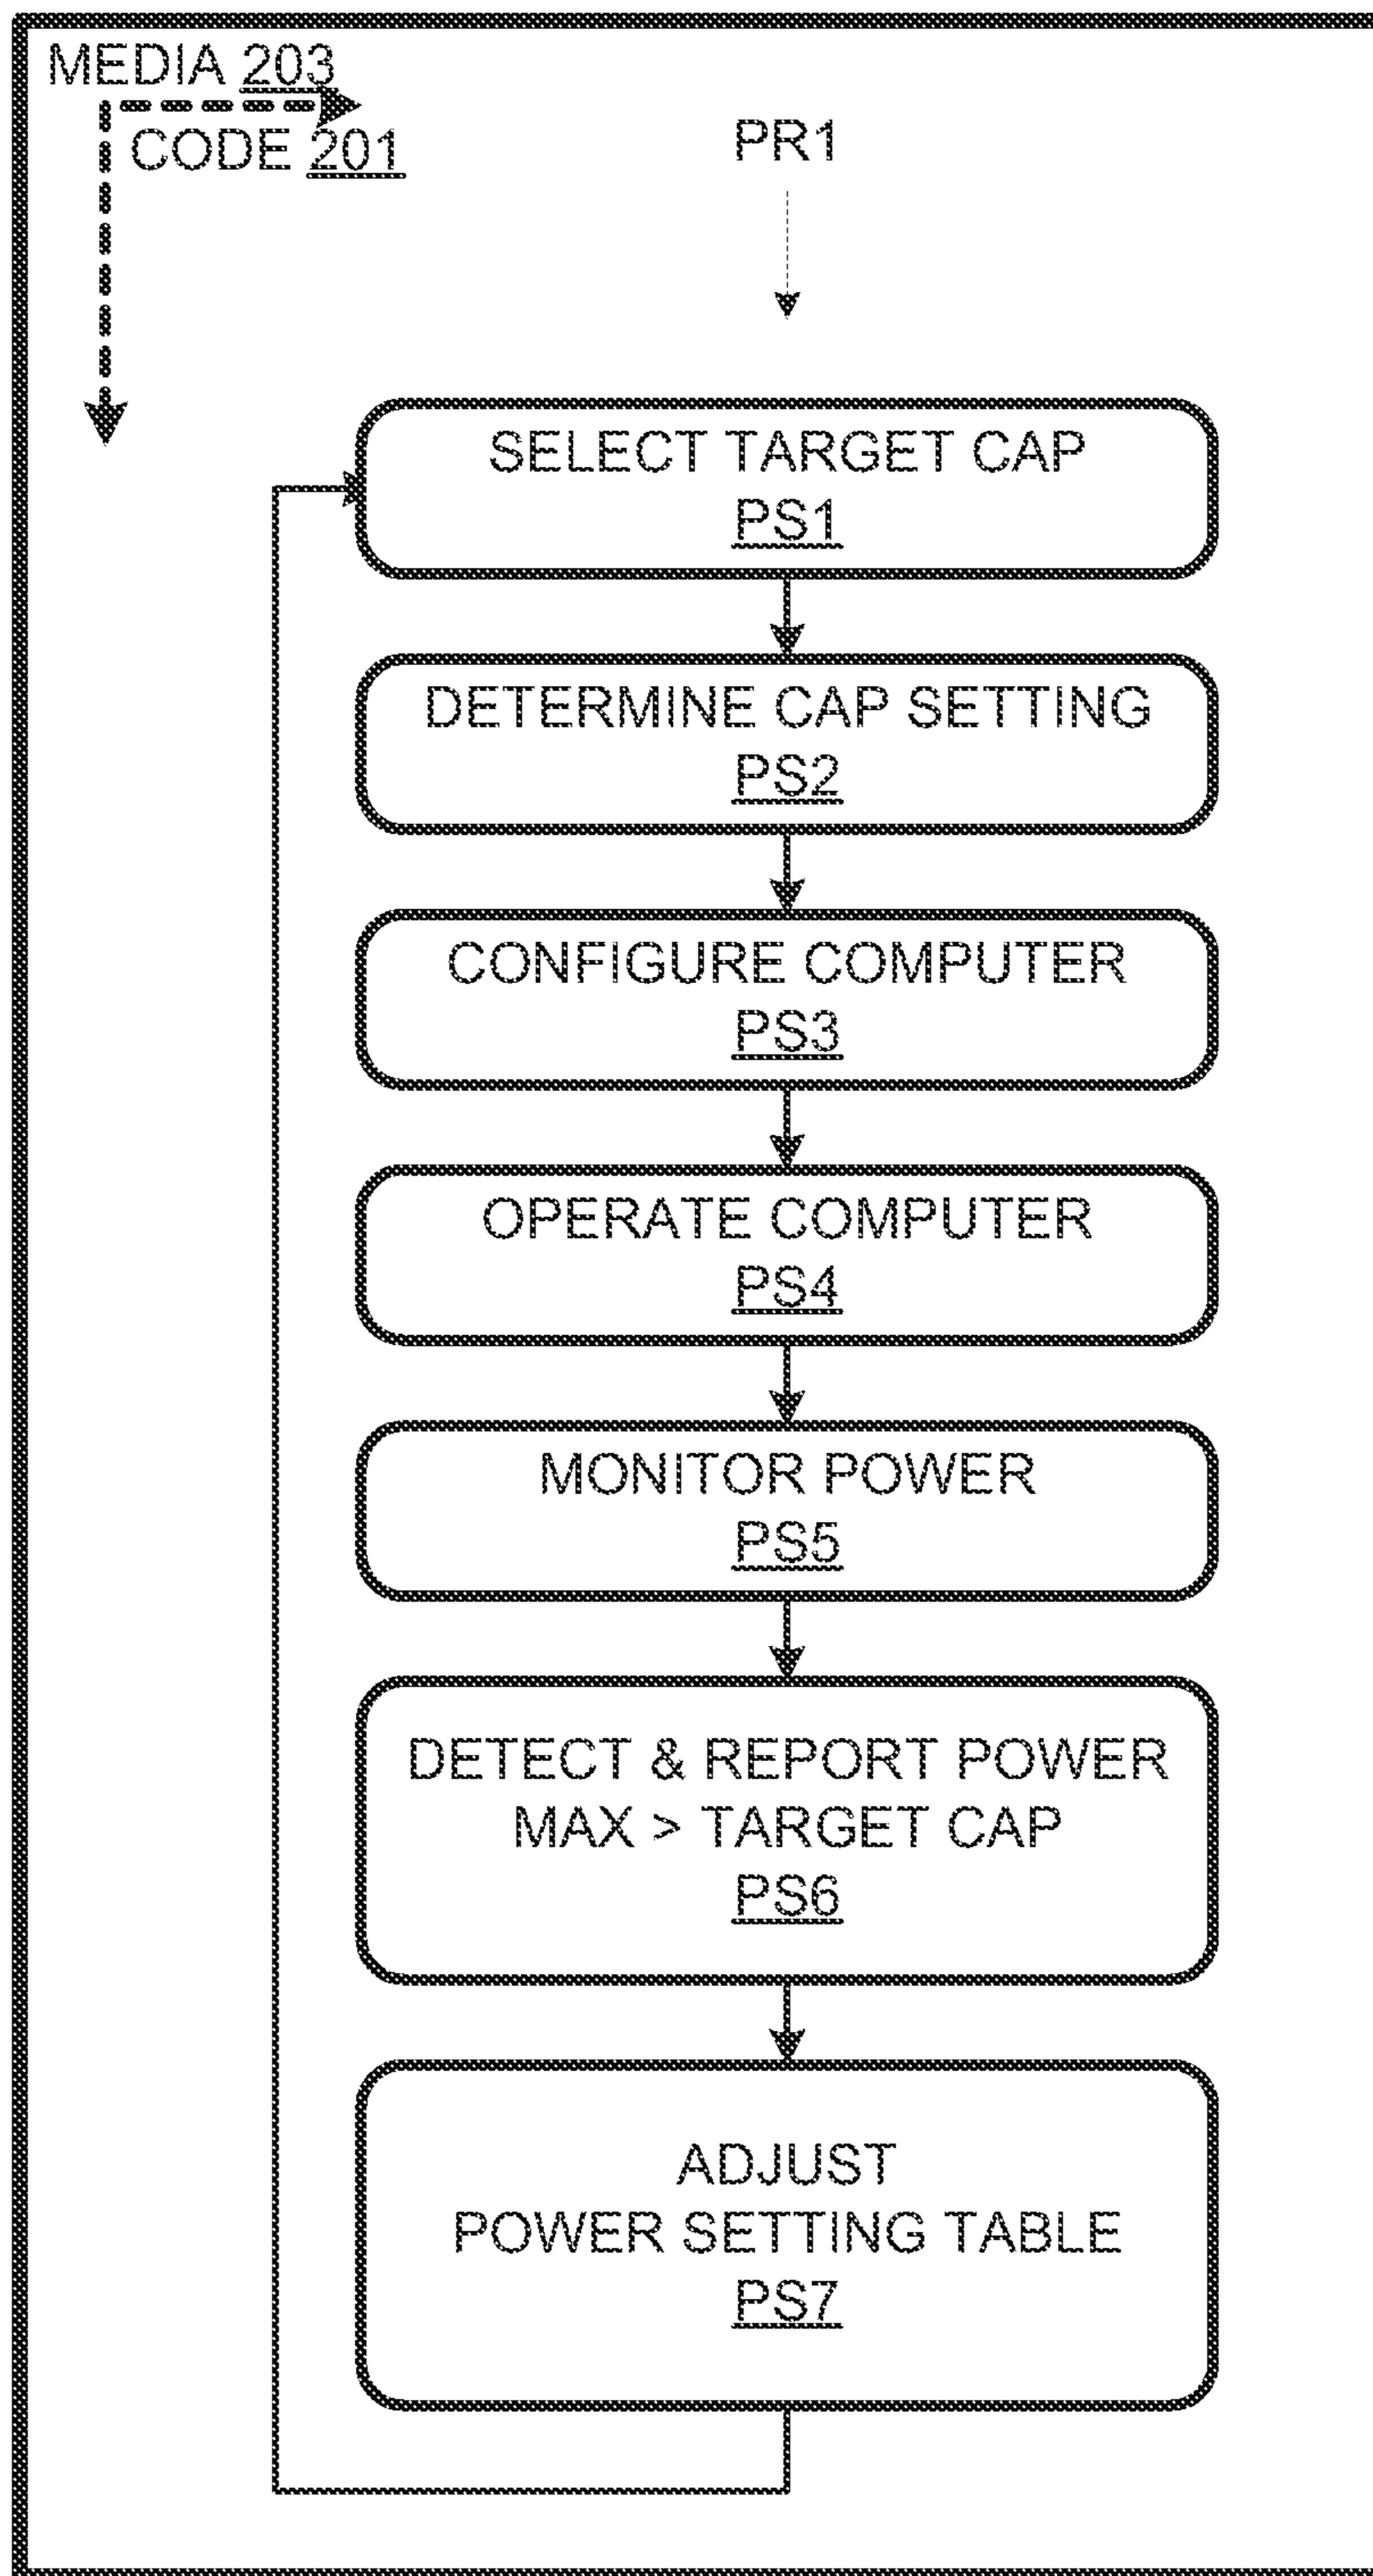 MEDIA 203
CODE 201
PR1
SELECT TARGET CAP
PS1
DETERMINE CAP SETTING
PS2
CONFIGURE COMPUTER
PS3
OPERATE COMPUTER
PS4
MONITOR POWER
PS5
DETECT & REPORT POWER
MAX > TARGET CAP
PS6
ADJUST
POWER SETTING TABLE
PS7